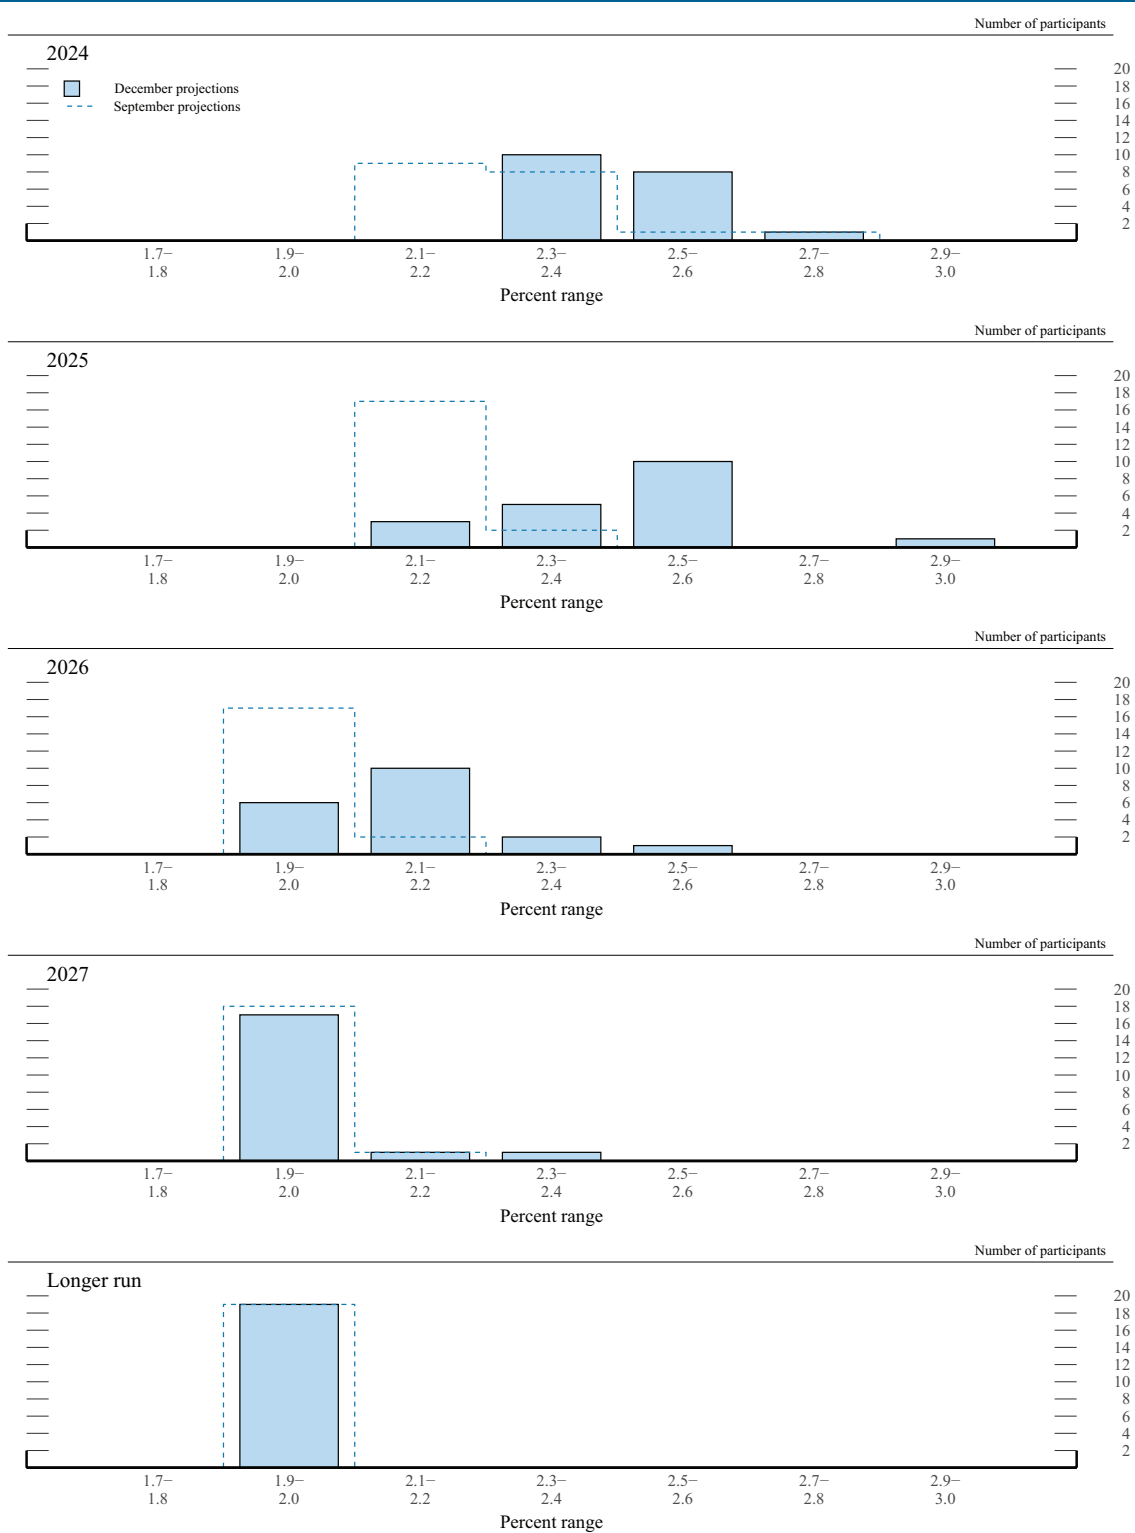 Number of participants
2024
December projections
September projections
20
18
16
14
12
10
8
6
4
2
1.7− 1.9− 2.1− 2.3− 2.5− 2.7− 2.9−
1.8 2.0 2.2 2.4 2.6 2.8 3.0
Percent range
Number of participants
2025
20
18
16
14
12
10
8
6
4
2
1.7− 1.9− 2.1− 2.3− 2.5− 2.7− 2.9−
1.8 2.0 2.2 2.4 2.6 2.8 3.0
Percent range
Number of participants
2026
20
18
16
14
12
10
8
6
4
2
1.7− 1.9− 2.1− 2.3− 2.5− 2.7− 2.9−
1.8 2.0 2.2 2.4 2.6 2.8 3.0
Percent range
Number of participants
2027
20
18
16
14
12
10
8
6
4
2
1.7− 1.9− 2.1− 2.3− 2.5− 2.7− 2.9−
1.8 2.0 2.2 2.4 2.6 2.8 3.0
Percent range
Number of participants
Longer run
20
18
16
14
12
10
8
6
4
2
1.7− 1.9− 2.1− 2.3− 2.5− 2.7− 2.9−
1.8 2.0 2.2 2.4 2.6 2.8 3.0
Percent range